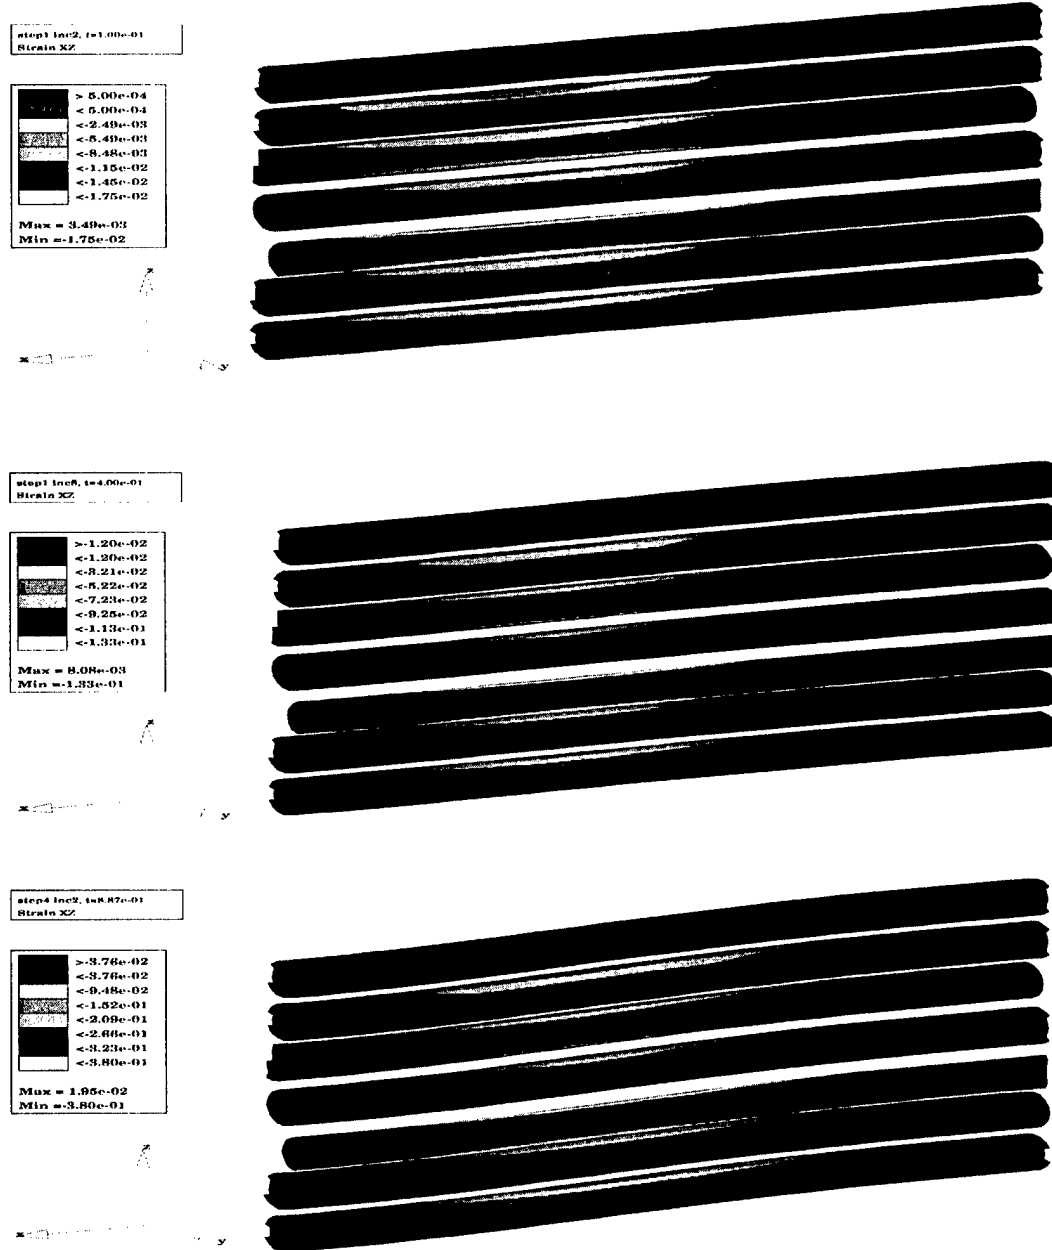 step1 inc2, t=1.00e-01
Strain XZ
> 5.00e-04
< 5.00e-04
<-2.49e-03
<-5.49e-03
<-8.48e-03
<-1.15e-02
<-1.45e-02
<-1.75e-02
Max = 3.49e-03
Min =-1.75e-02
z
x
y
step1 inc8, t=4.00e-01
Strain XZ
>-1.20e-02
<-1.20e-02
<-3.21e-02
<-5.22e-02
<-7.23e-02
<-9.25e-02
<-1.13e-01
<-1.33e-01
Max = 8.08e-03
Min =-1.33e-01
z
x
y
step4 inc2, t=8.87e-01
Strain XZ
>-3.76e-02
<-3.76e-02
<-9.48e-02
<-1.52e-01
<-2.09e-01
<-2.66e-01
<-3.23e-01
<-3.80e-01
Max = 1.95e-02
Min =-3.80e-01
z
x
y